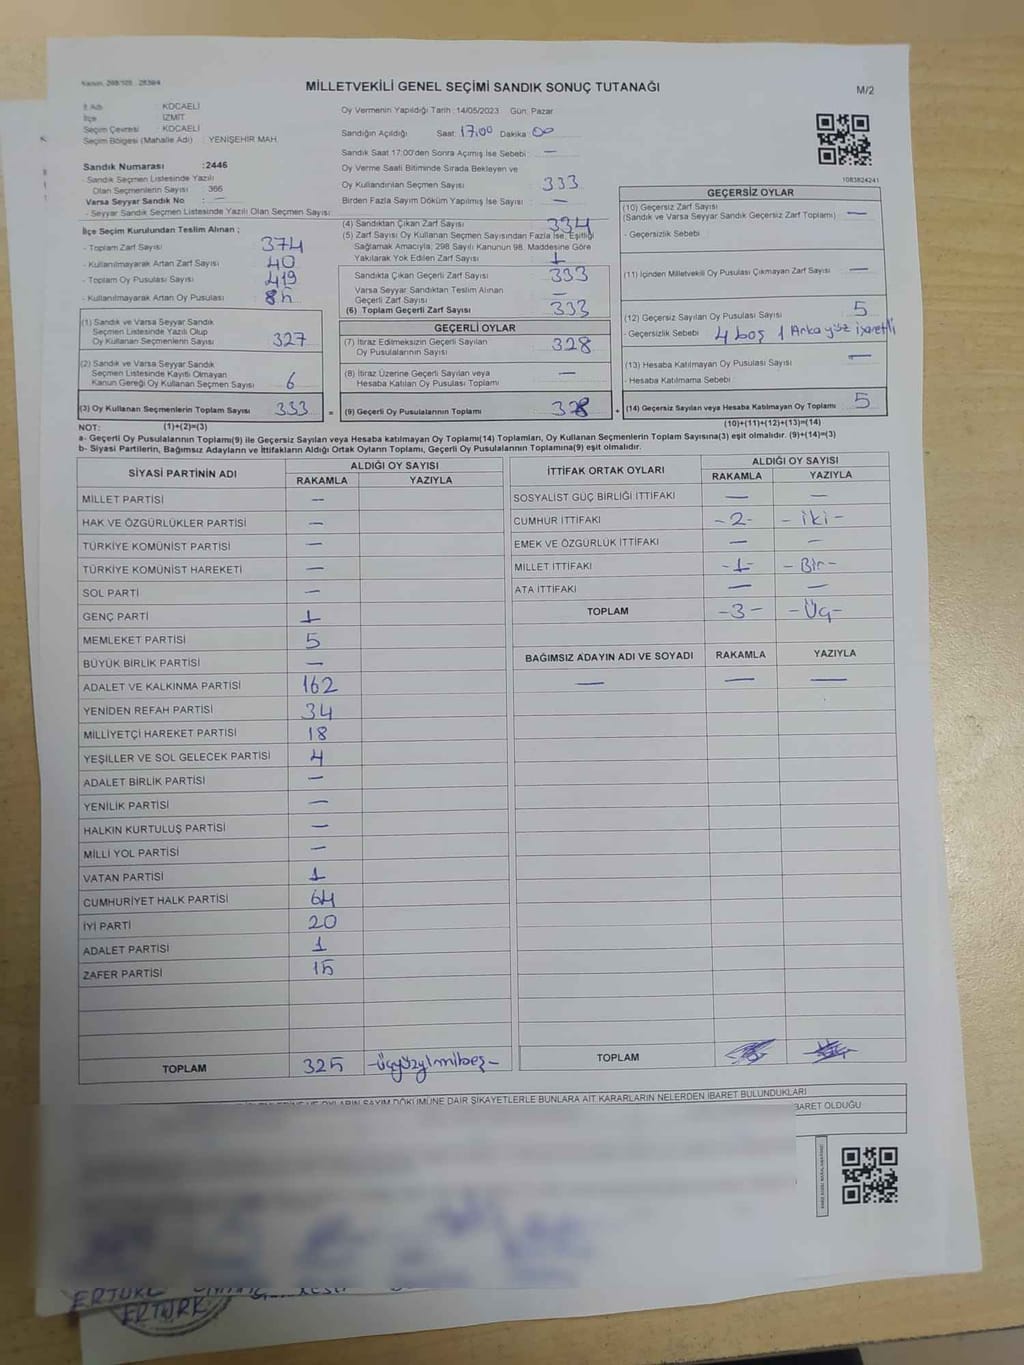 Kanun: 298/105 - 2839/4
MİLLETVEKİLİ GENEL SEÇİMİ SANDIK SONUÇ TUTANAĞI
M/2
İl Adı : KOCAELİ
İlçe : İZMİT
Seçim Çevresi : KOCAELİ
Seçim Bölgesi (Mahalle Adı) : YENİŞEHİR MAH.
Sandık Numarası : 2446
- Sandık Seçmen Listesinde Yazılı
Olan Seçmenlerin Sayısı : 366
Varsa Seyyar Sandık No : —
- Seyyar Sandık Seçmen Listesinde Yazılı Olan Seçmen Sayısı:
Oy Vermenin Yapıldığı Tarih : 14/05/2023 Gün: Pazar
Sandığın Açıldığı Saat: 17:00 Dakika: 00
Sandık Saat 17:00'den Sonra Açılmış İse Sebebi : —
Oy Verme Saati Bitiminde Sırada Bekleyen ve
Oy Kullandırılan Seçmen Sayısı : 333
Birden Fazla Sayım Döküm Yapılmış İse Sayısı : —
1083824241
İlçe Seçim Kurulundan Teslim Alınan ;
- Toplam Zarf Sayısı : 374
- Kullanılmayarak Artan Zarf Sayısı : 40
- Toplam Oy Pusulası Sayısı : 419
- Kullanılmayarak Artan Oy Pusulası : 85
(1) Sandık ve Varsa Seyyar Sandık
Seçmen Listesinde Yazılı Olup
Oy Kullanan Seçmenlerin Sayısı : 327
(2) Sandık ve Varsa Seyyar Sandık
Seçmen Listesinde Kayıtlı Olmayan
Kanun Gereği Oy Kullanan Seçmen Sayısı : 6
(3) Oy Kullanan Seçmenlerin Toplam Sayısı : 333
(4) Sandıktan Çıkan Zarf Sayısı : 334
(5) Zarf Sayısı Oy Kullanan Seçmen Sayısından Fazla İse, Eşitliği
Sağlamak Amacıyla; 298 Sayılı Kanunun 98. Maddesine Göre
Yakılarak Yok Edilen Zarf Sayısı : 1
Sandıkta Çıkan Geçerli Zarf Sayısı : 333
Varsa Seyyar Sandıktan Teslim Alınan
Geçerli Zarf Sayısı : —
(6) Toplam Geçerli Zarf Sayısı : 333
GEÇERLİ OYLAR
(7) İtiraz Edilmeksizin Geçerli Sayılan
Oy Pusulalarının Sayısı : 328
(8) İtiraz Üzerine Geçerli Sayılan veya
Hesaba Katılan Oy Pusulası Toplamı : —
= (9) Geçerli Oy Pusulalarının Toplamı : 328 +
GEÇERSİZ OYLAR
(10) Geçersiz Zarf Sayısı
(Sandık ve Varsa Seyyar Sandık Geçersiz Zarf Toplamı) : —
- Geçersizlik Sebebi :
(11) İçinden Milletvekili Oy Pusulası Çıkmayan Zarf Sayısı : —
(12) Geçersiz Sayılan Oy Pusulası Sayısı : 5
- Geçersizlik Sebebi : 4 boş 1 Arka yüz işaretli
(13) Hesaba Katılmayan Oy Pusulası Sayısı : —
- Hesaba Katılmama Sebebi :
(14) Geçersiz Sayılan veya Hesaba Katılmayan Oy Toplamı : 5
NOT: (1)+(2)=(3) (10)+(11)+(12)+(13)=(14)
a- Geçerli Oy Pusulalarının Toplamı(9) ile Geçersiz Sayılan veya Hesaba katılmayan Oy Toplamı(14) Toplamları, Oy Kullanan Seçmenlerin Toplam Sayısına(3) eşit olmalıdır. (9)+(14)=(3)
b- Siyasi Partilerin, Bağımsız Adayların ve İttifakların Aldığı Ortak Oyların Toplamı, Geçerli Oy Pusulalarının Toplamına(9) eşit olmalıdır.
SİYASİ PARTİNİN ADI ALDIĞI OY SAYISI
RAKAMLA YAZIYLA
MİLLET PARTİSİ —
HAK VE ÖZGÜRLÜKLER PARTİSİ —
TÜRKİYE KOMÜNİST PARTİSİ —
TÜRKİYE KOMÜNİST HAREKETİ —
SOL PARTİ —
GENÇ PARTİ 1
MEMLEKET PARTİSİ 5
BÜYÜK BİRLİK PARTİSİ —
ADALET VE KALKINMA PARTİSİ 162
YENİDEN REFAH PARTİSİ 34
MİLLİYETÇİ HAREKET PARTİSİ 18
YEŞİLLER VE SOL GELECEK PARTİSİ 4
ADALET BİRLİK PARTİSİ —
YENİLİK PARTİSİ —
HALKIN KURTULUŞ PARTİSİ —
MİLLİ YOL PARTİSİ —
VATAN PARTİSİ 1
CUMHURİYET HALK PARTİSİ 64
İYİ PARTİ 20
ADALET PARTİSİ 1
ZAFER PARTİSİ 15
TOPLAM 325 -üçyüzyirmibeş-
İTTİFAK ORTAK OYLARI ALDIĞI OY SAYISI
RAKAMLA YAZIYLA
SOSYALİST GÜÇ BİRLİĞİ İTTİFAKI — —
CUMHUR İTTİFAKI -2- -iki-
EMEK VE ÖZGÜRLÜK İTTİFAKI — —
MİLLET İTTİFAKI -1- -Bir-
ATA İTTİFAKI — —
TOPLAM -3- -Üç-
BAĞIMSIZ ADAYIN ADI VE SOYADI RAKAMLA YAZIYLA
— — —
TOPLAM
OYLARIN SAYIM DÖKÜMÜNE DAİR ŞİKAYETLERLE BUNLARA AİT KARARLARIN NELERDEN İBARET BULUNDUKLARI
İBARET OLDUĞU
ERTÜRK